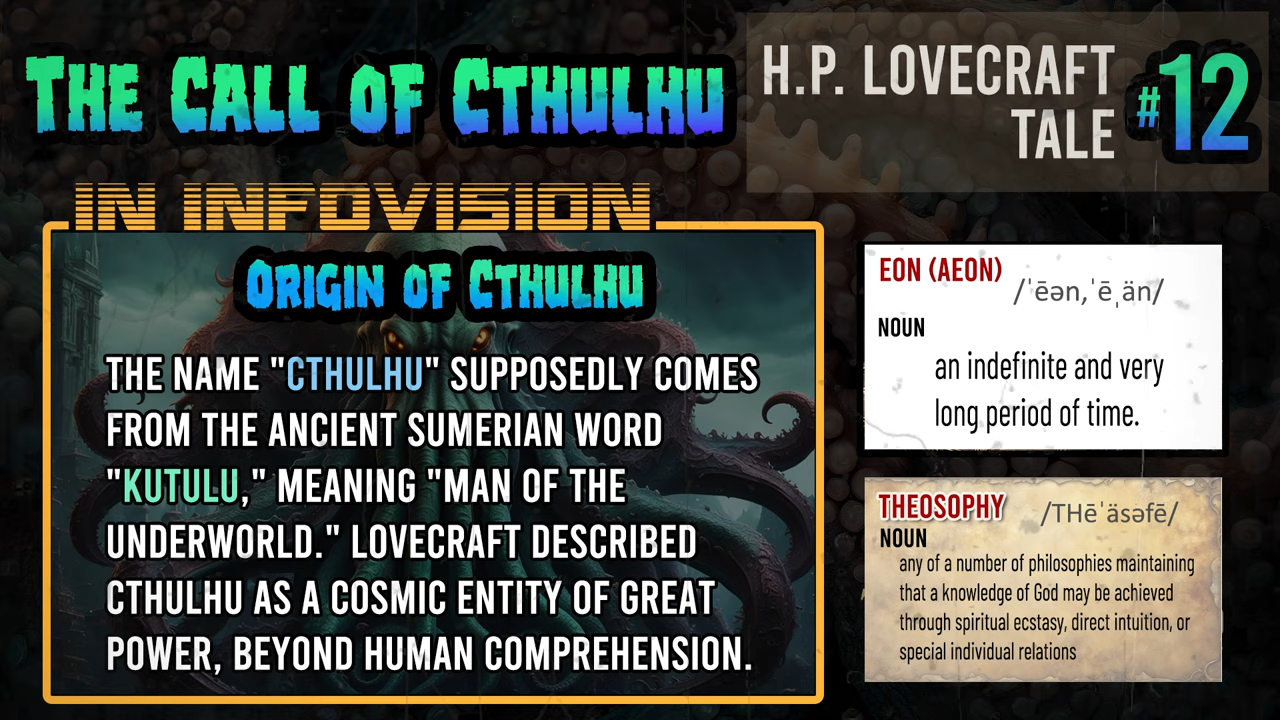 THE CALL OF CTHULHU
H.P. LOVECRAFT
TALE #12
IN INFOVISION
ORIGIN OF CTHULHU
THE NAME "CTHULHU" SUPPOSEDLY COMES
FROM THE ANCIENT SUMERIAN WORD
"KUTULU," MEANING "MAN OF THE
UNDERWORLD." LOVECRAFT DESCRIBED
CTHULHU AS A COSMIC ENTITY OF GREAT
POWER, BEYOND HUMAN COMPREHENSION.
EON (AEON) /ˈēən,ˈēˌän/
NOUN
an indefinite and very
long period of time.
THEOSOPHY /THēˈäsəfē/
NOUN
any of a number of philosophies maintaining
that a knowledge of God may be achieved
through spiritual ecstasy, direct intuition, or
special individual relations